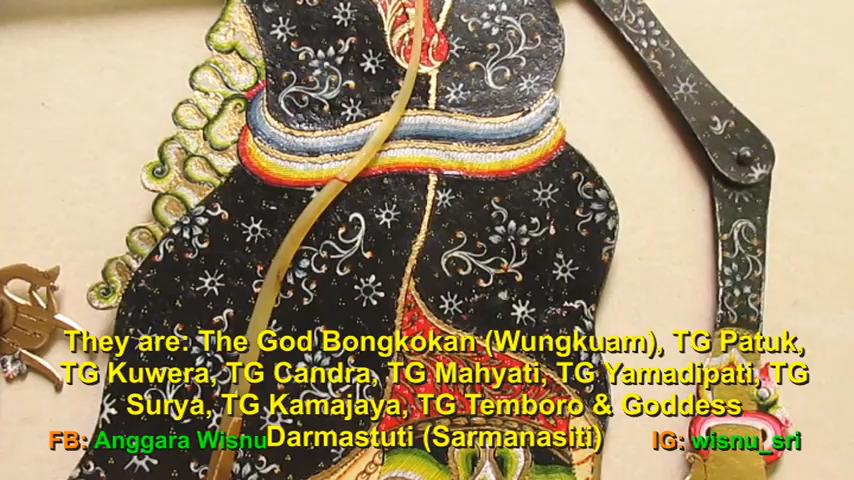 They are: The God Bongkokan (Wungkuam), TG Patuk,
TG Kuwera, TG Candra, TG Mahyati, TG Yamadipati, TG
Surya, TG Kamajaya, TG Temboro & Goddess
Darmastuti (Sarmanasiti)
FB: Anggara Wisnu
IG: wisnu_sri